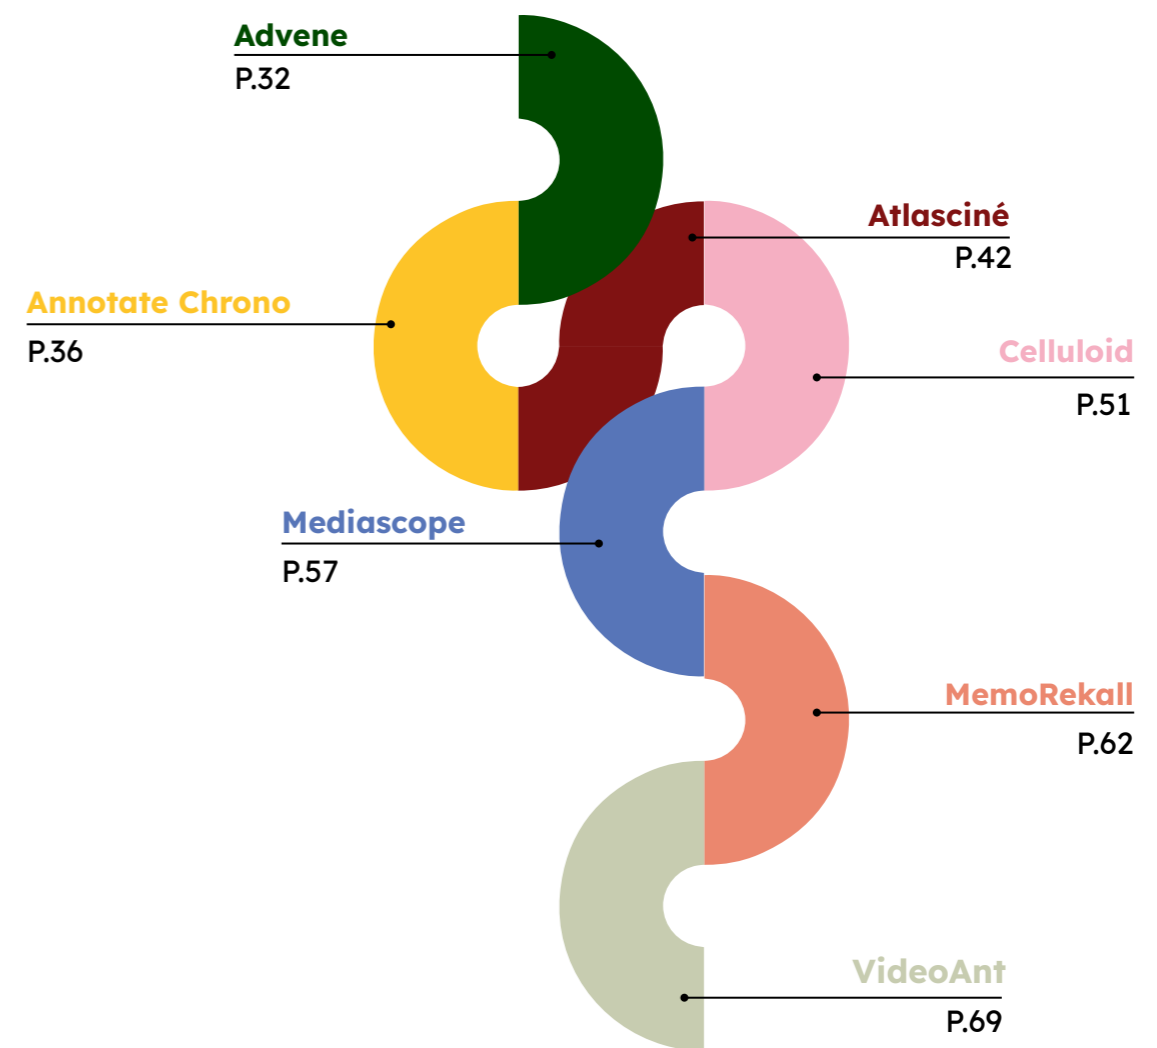 Advene
P.32
Atlasciné
P.42
Annotate Chrono
P.36
Celluloid
P.51
Mediascope
P.57
MemoRekall
P.62
VideoAnt
P.69